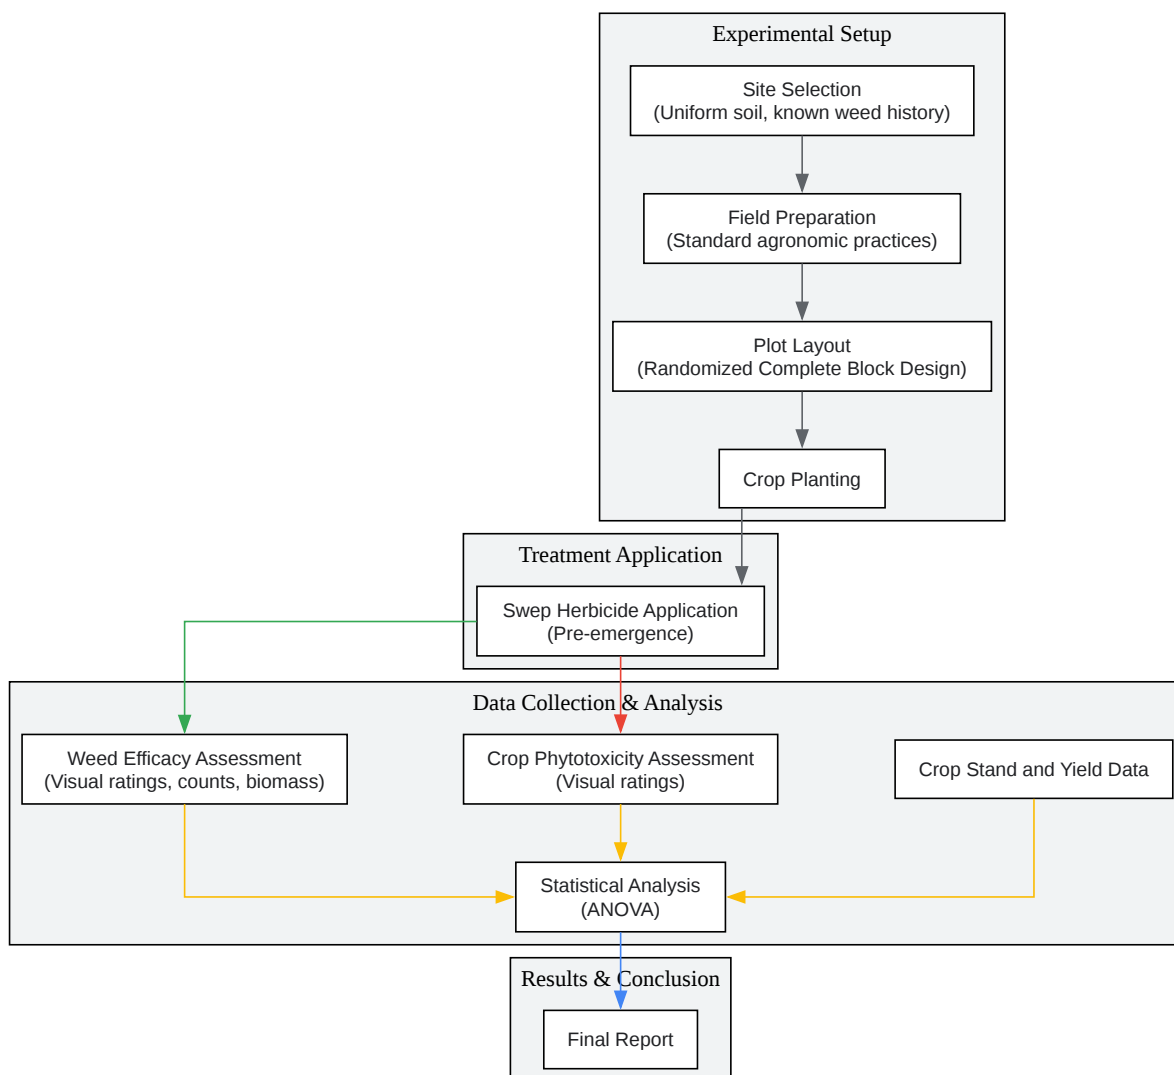 Experimental Setup
Site Selection
(Uniform soil, known weed history)
Field Preparation
(Standard agronomic practices)
Plot Layout
(Randomized Complete Block Design)
Crop Planting
Treatment Application
Swep Herbicide Application
(Pre-emergence)
Data Collection & Analysis
Weed Efficacy Assessment
(Visual ratings, counts, biomass)
Crop Phytotoxicity Assessment
(Visual ratings)
Crop Stand and Yield Data
Statistical Analysis
(ANOVA)
Results & Conclusion
Final Report